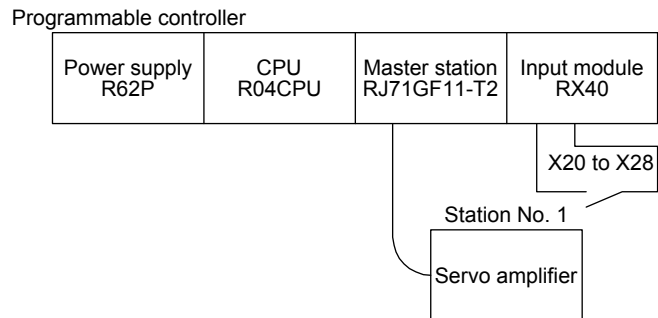 Programmable controller
Power supply
R62P
CPU
R04CPU
Master station
RJ71GF11-T2
Input module
RX40
X20 to X28
Station No. 1
Servo amplifier